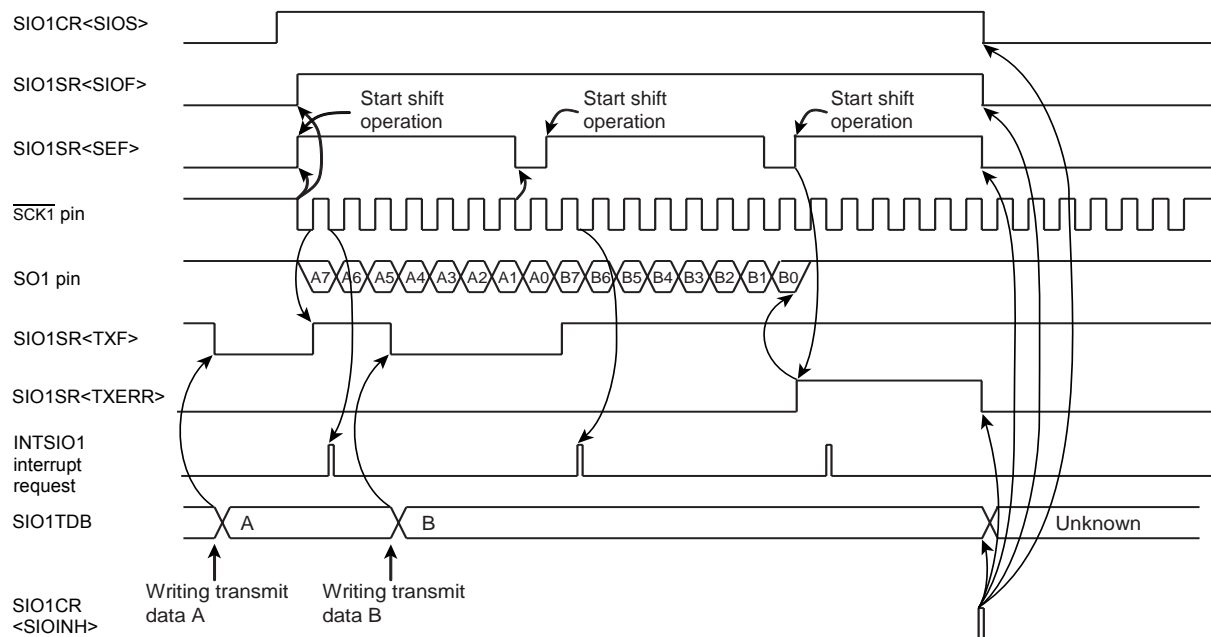 SIO1CR<SIOS>
SIO1SR<SIOF>
Start shift
operation
Start shift
operation
Start shift
operation
SIO1SR<SEF>
SCK1 pin
SO1 pin
A7 A6 A5 A4 A3 A2 A1 A0 B7 B6 B5 B4 B3 B2 B1 B0
SIO1SR<TXF>
SIO1SR<TXERR>
INTSIO1
interrupt
request
SIO1TDB
A
B
Unknown
Writing transmit
data A
Writing transmit
data B
SIO1CR
<SIOINH>